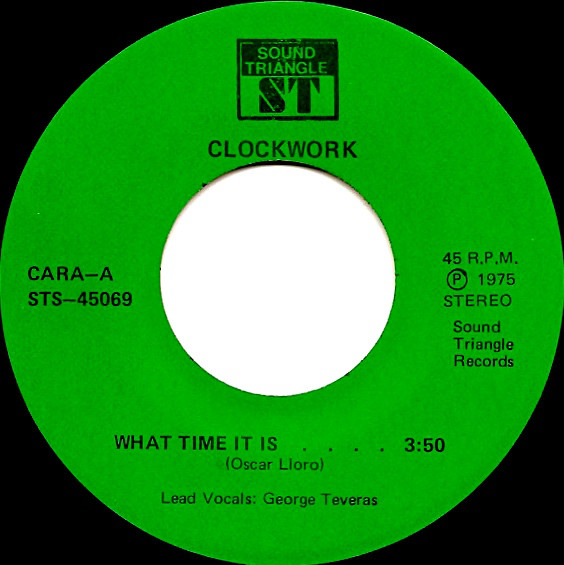 SOUND
TRIANGLE
ST
CLOCKWORK
CARA–A
STS–45069
45 R.P.M.
Ⓟ 1975
STEREO
Sound
Triangle
Records
WHAT TIME IT IS . . . . 3:50
(Oscar Lloro)
Lead Vocals: George Teveras